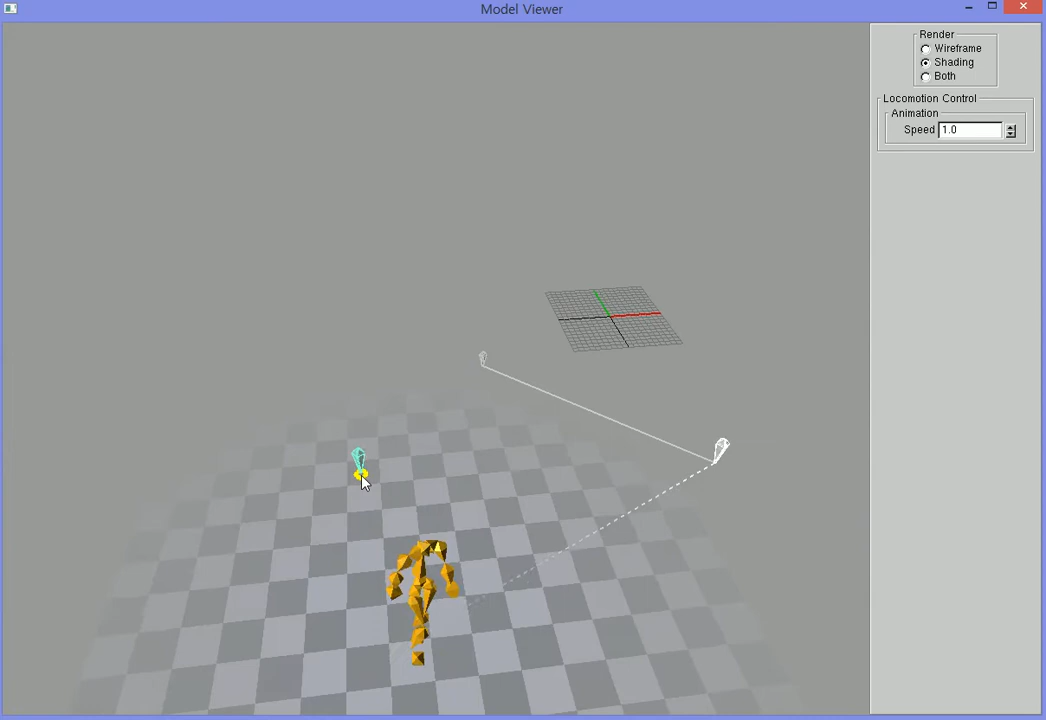 Model Viewer
Render
Wireframe
Shading
Both
Locomotion Control
Animation
Speed 1.0